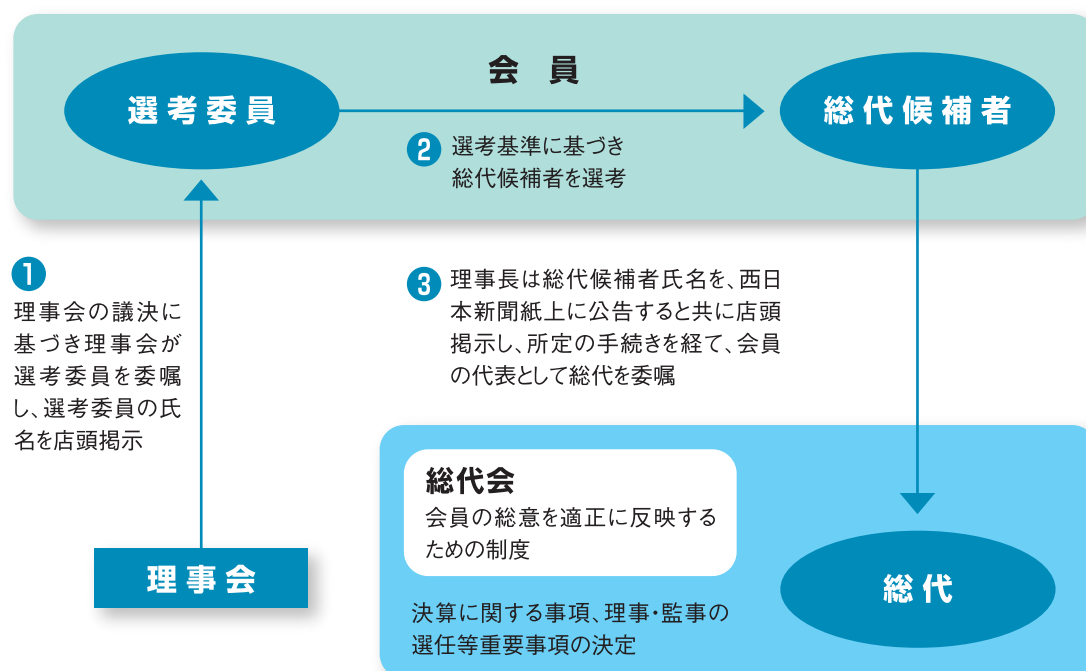 会員
選考委員
総代候補者
❷ 選考基準に基づき
総代候補者を選考
❶
理事会の議決に
基づき理事会が
選考委員を委嘱
し、選考委員の氏
名を店頭掲示
❸ 理事長は総代候補者氏名を、西日
本新聞紙上に公告すると共に店頭
掲示し、所定の手続きを経て、会員
の代表として総代を委嘱
理事会
総代会
会員の総意を適正に反映する
ための制度
決算に関する事項、理事・監事の
選任等重要事項の決定
総代